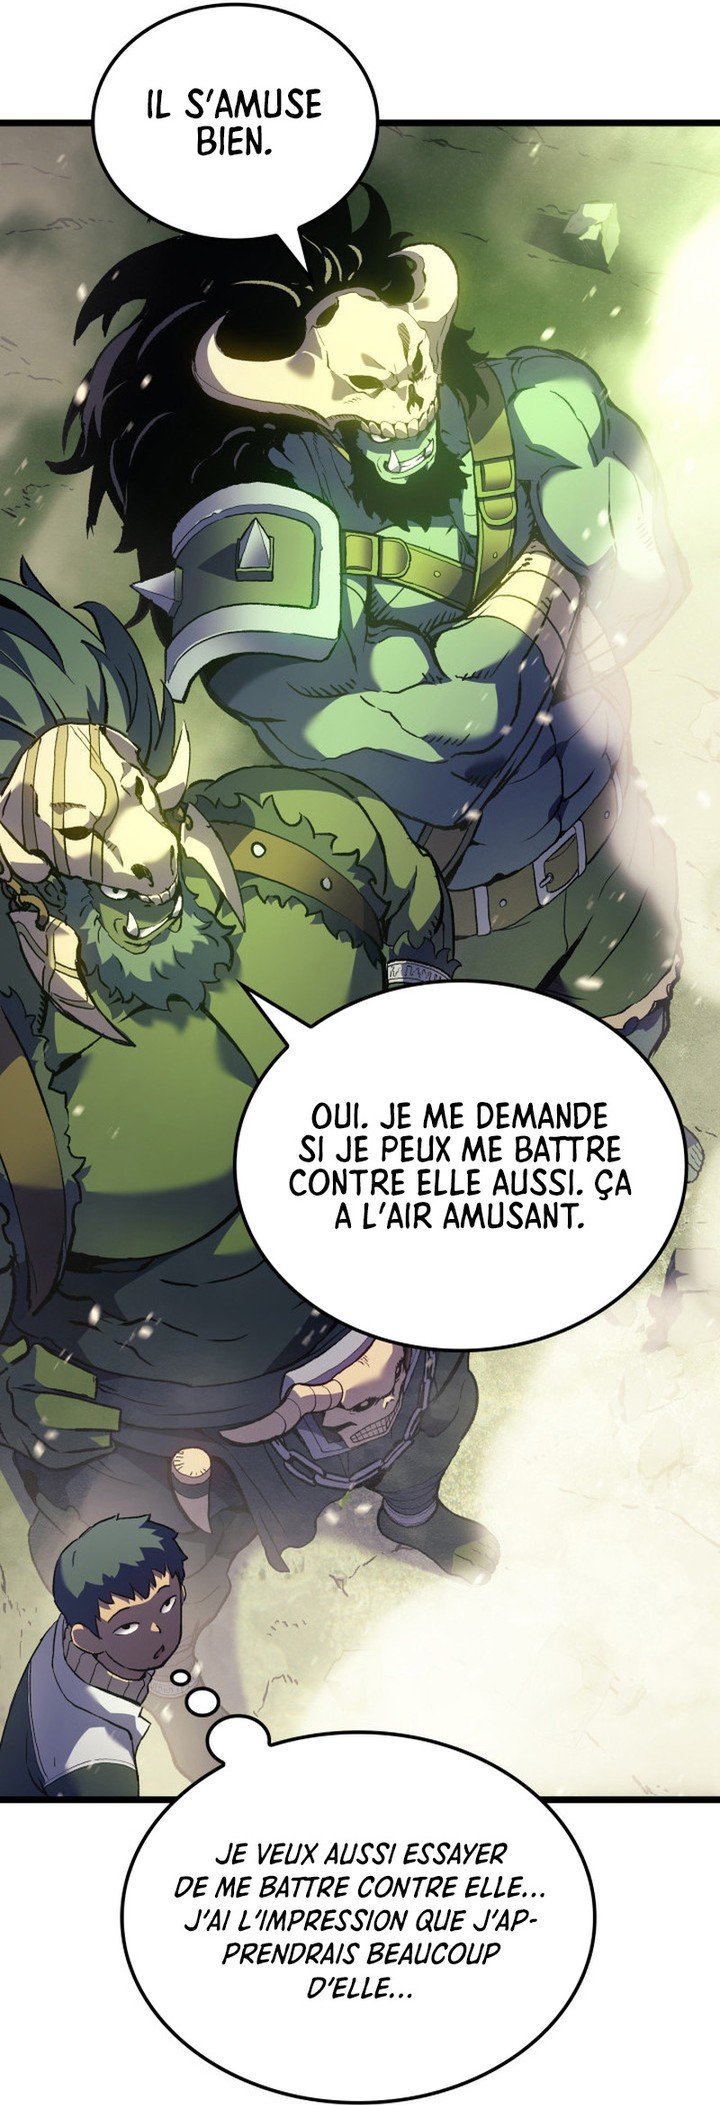 IL S'AMUSE
BIEN.
OUI. JE ME DEMANDE
SI JE PEUX ME BATTRE
CONTRE ELLE AUSSI. ÇA
A L'AIR AMUSANT.
JE VEUX AUSSI ESSAYER
DE ME BATTRE CONTRE ELLE...
J'AI L'IMPRESSION QUE J'AP-
PRENDRAIS BEAUCOUP
D'ELLE...